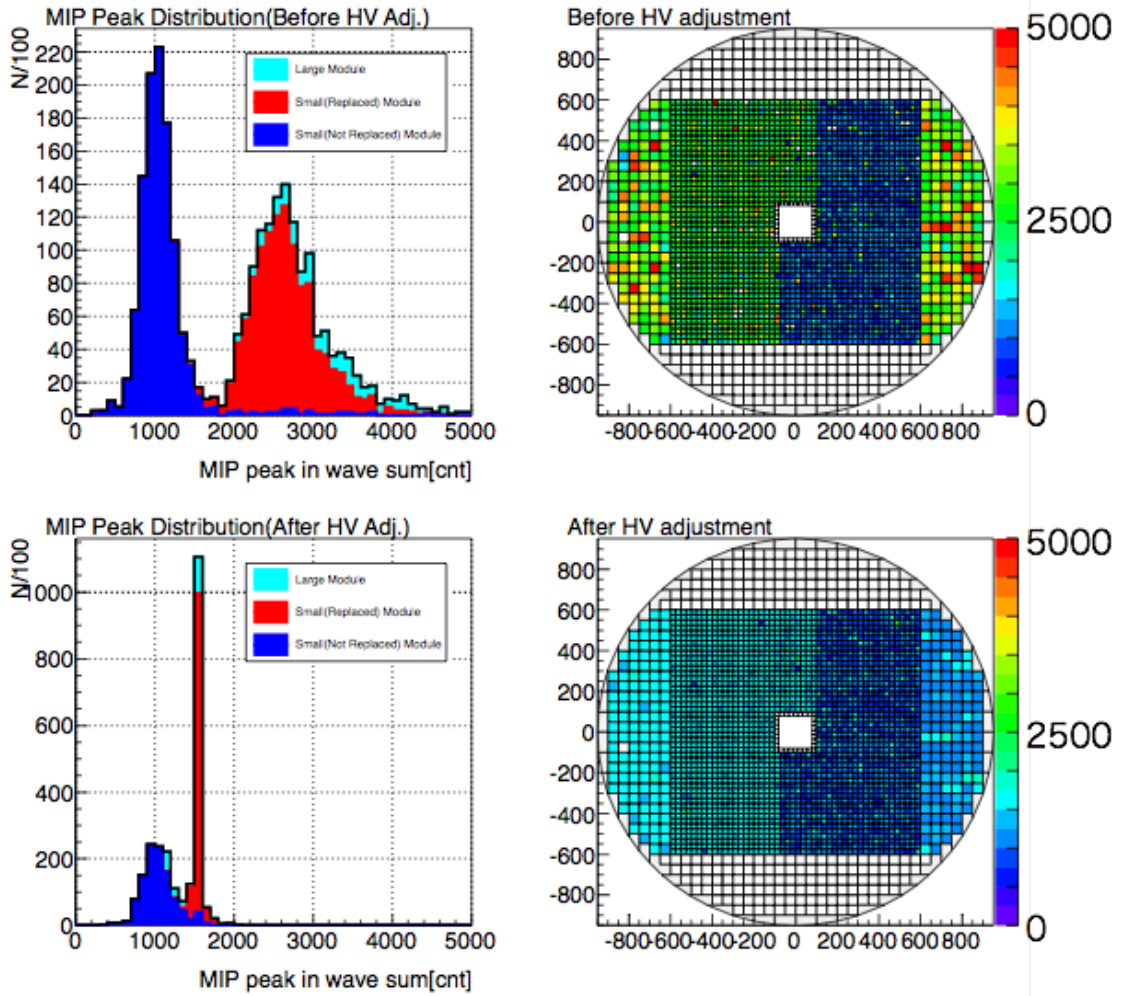 MIP Peak Distribution(Before HV Adj.)
N/100
220
200
180
160
140
120
100
80
60
40
20
0
Large Module
Small(Replaced) Module
Small(Not Replaced) Module
0 1000 2000 3000 4000 5000
MIP peak in wave sum[cnt]
Before HV adjustment
800
600
400
200
0
-200
-400
-600
-800
-800-600-400-200 0 200 400 600 800
5000
2500
0
MIP Peak Distribution(After HV Adj.)
N/100
1000
800
600
400
200
0
Large Module
Small(Replaced) Module
Small(Not Replaced) Module
0 1000 2000 3000 4000 5000
MIP peak in wave sum[cnt]
After HV adjustment
800
600
400
200
0
-200
-400
-600
-800
-800-600-400-200 0 200 400 600 800
5000
2500
0